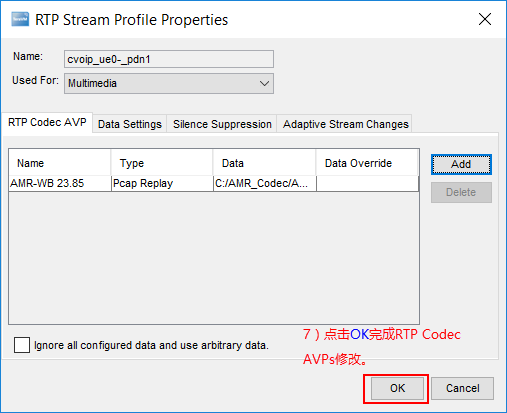 RTP Stream Profile Properties
Name: cvoip_ue0-_pdn1
Used For: Multimedia
RTP Codec AVP Data Settings Silence Suppression Adaptive Stream Changes
Name Type Data Data Override
AMR-WB 23.85 Pcap Replay C:/AMR_Codec/A...
Add
Delete
7）点击OK完成RTP Codec
AVPs修改。
Ignore all configured data and use arbitrary data.
OK Cancel